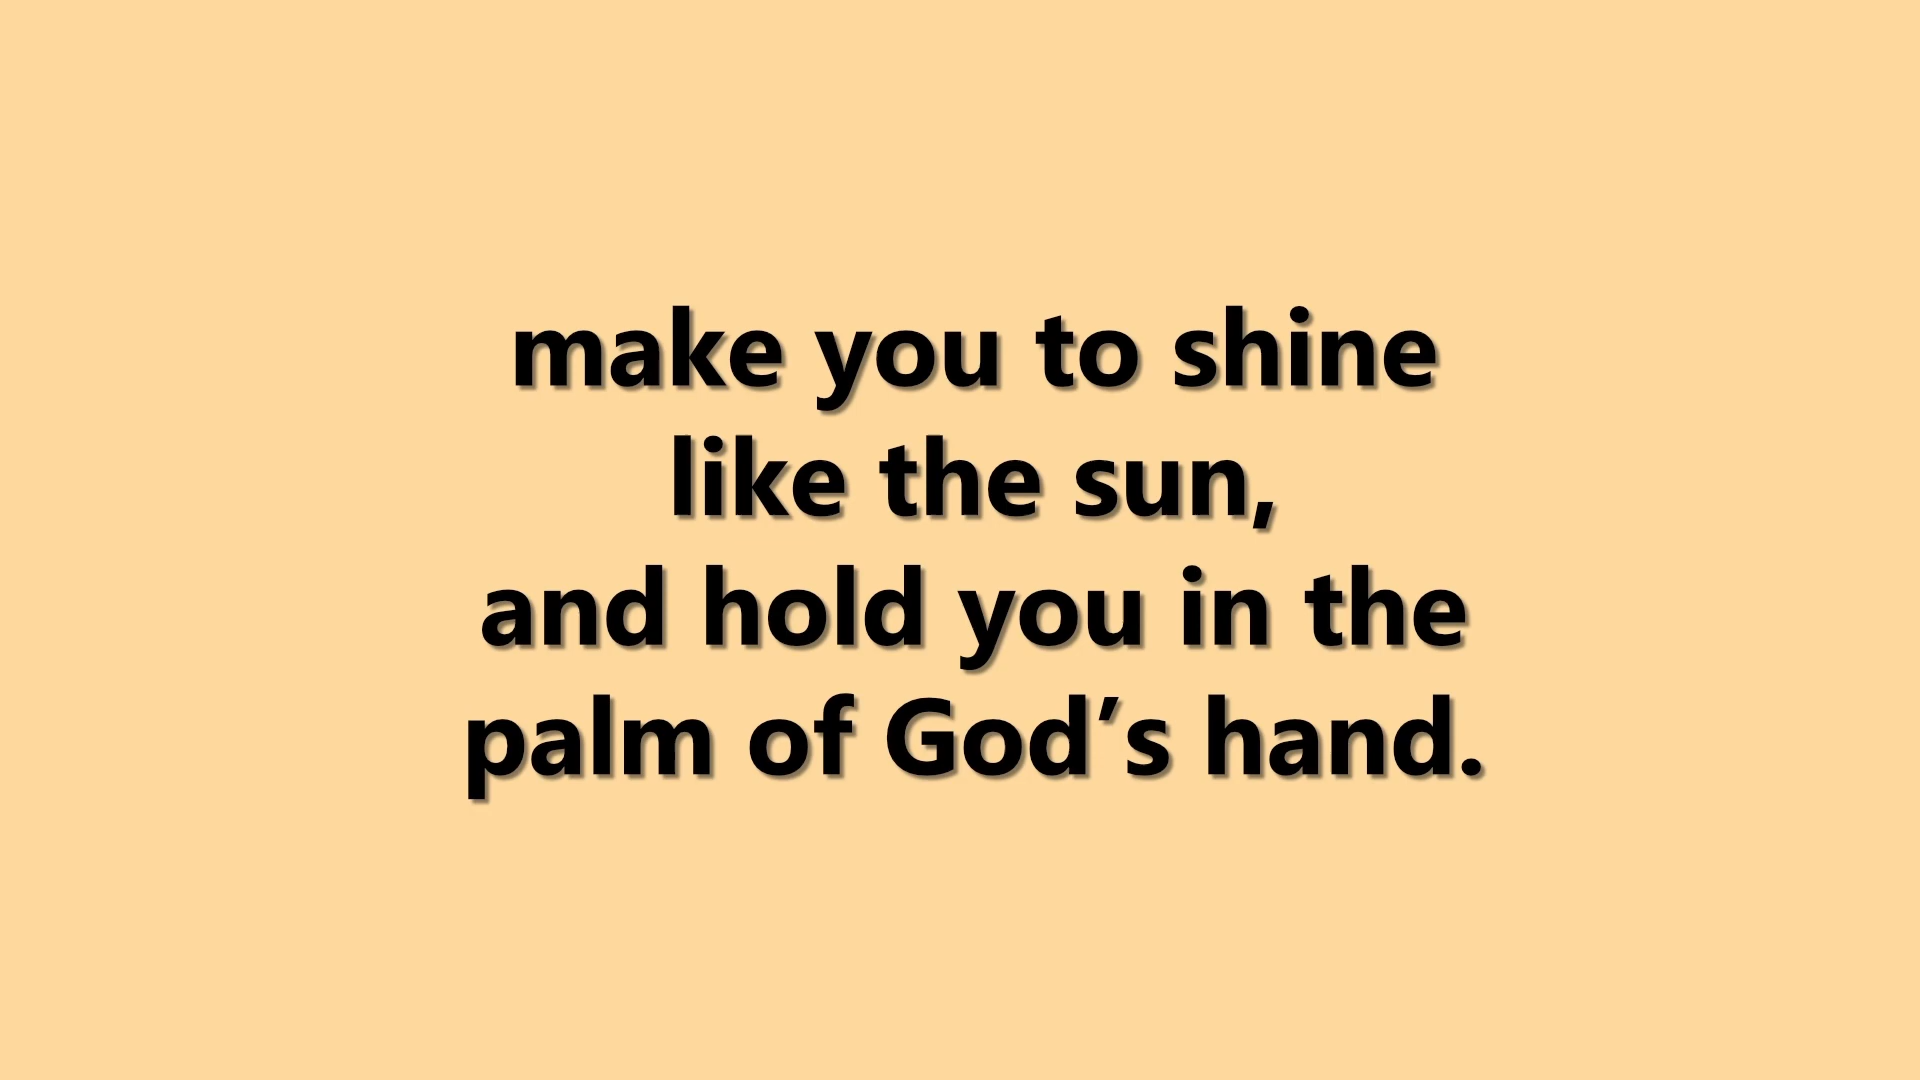 make you to shine
like the sun,
and hold you in the
palm of God’s hand.